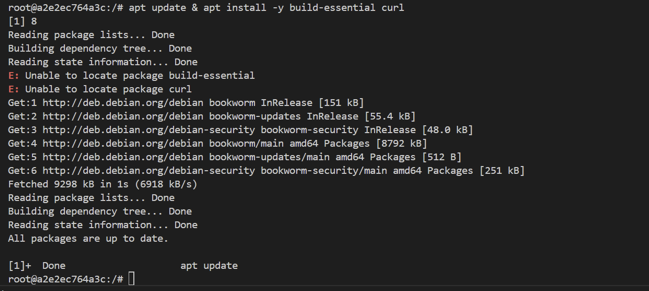 root@a2e2ec764a3c:/# apt update & apt install -y build-essential curl
[1] 8
Reading package lists... Done
Building dependency tree... Done
Reading state information... Done
E: Unable to locate package build-essential
E: Unable to locate package curl
Get:1 http://deb.debian.org/debian bookworm InRelease [151 kB]
Get:2 http://deb.debian.org/debian bookworm-updates InRelease [55.4 kB]
Get:3 http://deb.debian.org/debian-security bookworm-security InRelease [48.0 kB]
Get:4 http://deb.debian.org/debian bookworm/main amd64 Packages [8792 kB]
Get:5 http://deb.debian.org/debian bookworm-updates/main amd64 Packages [512 B]
Get:6 http://deb.debian.org/debian-security bookworm-security/main amd64 Packages [251 kB]
Fetched 9298 kB in 1s (6918 kB/s)
Reading package lists... Done
Building dependency tree... Done
Reading state information... Done
All packages are up to date.
[1]+  Done                    apt update
root@a2e2ec764a3c:/#